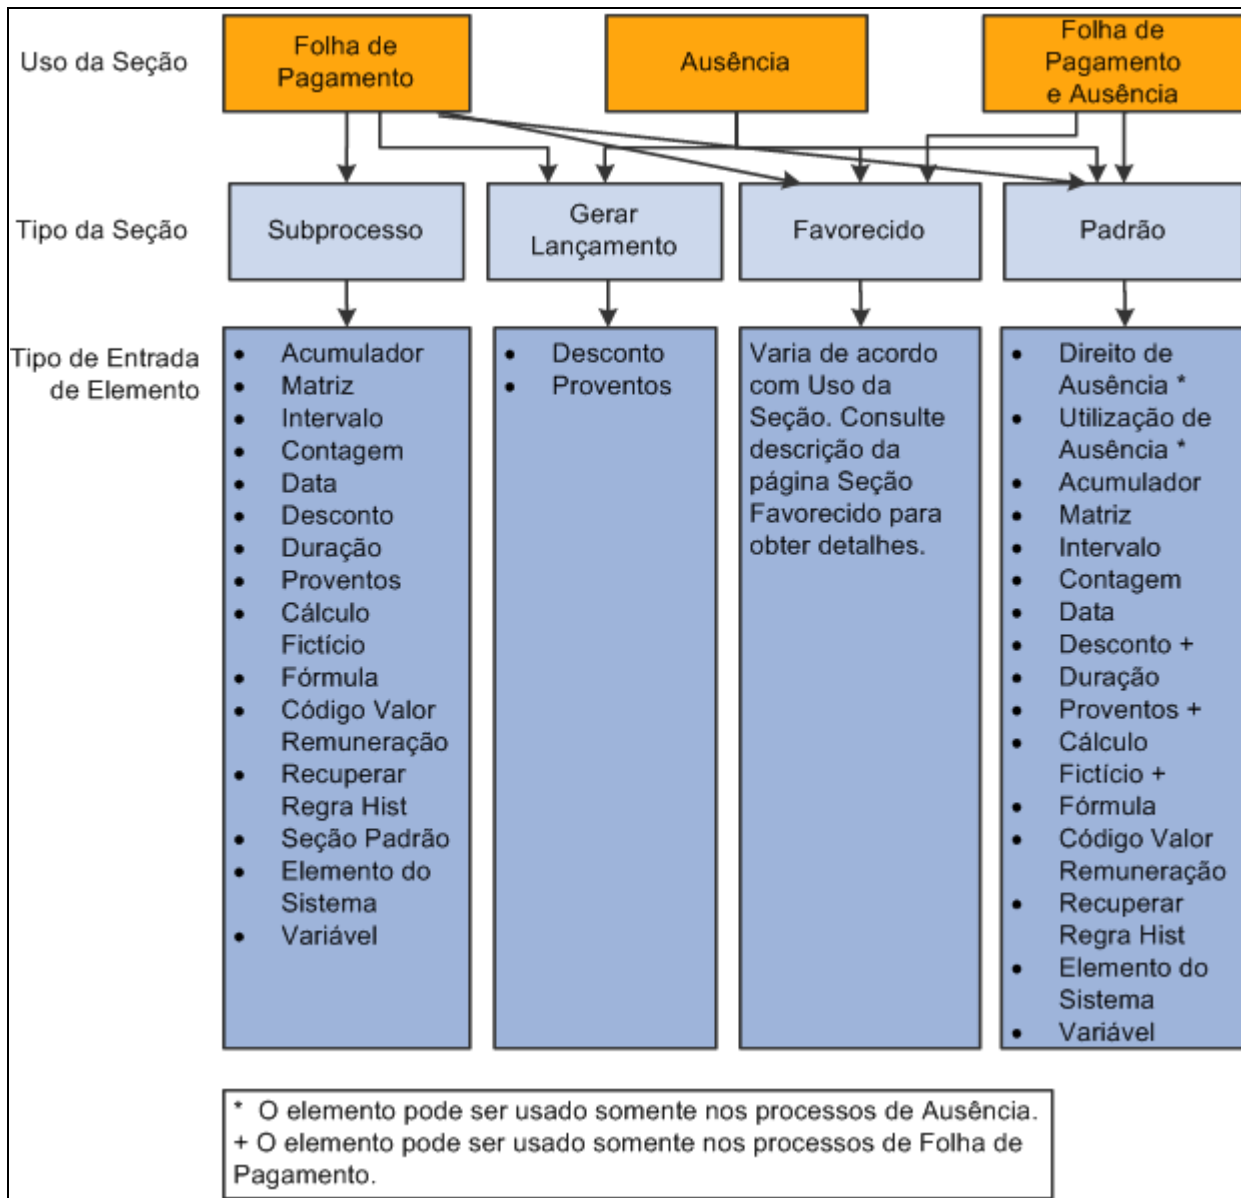 Uso da Seção
Folha de
Pagamento
Ausência
Folha de
Pagamento
e Ausência
Tipo da Seção
Subprocesso
Gerar
Lançamento
Favorecido
Padrão
Tipo de Entrada
de Elemento
• Acumulador
• Matriz
• Intervalo
• Contagem
• Data
• Desconto
• Duração
• Proventos
• Cálculo
Fictício
• Fórmula
• Código Valor
Remuneração
• Recuperar
Regra Hist
• Seção Padrão
• Elemento do
Sistema
• Variável
• Desconto
• Proventos
Varia de acordo
com Uso da
Seção. Consulte
descrição da
página Seção
Favorecido para
obter detalhes.
• Direito de
Ausência *
• Utilização de
Ausência *
• Acumulador
• Matriz
• Intervalo
• Contagem
• Data
• Desconto +
• Duração
• Proventos +
• Cálculo
Fictício +
• Fórmula
• Código Valor
Remuneração
• Recuperar
Regra Hist
• Elemento do
Sistema
• Variável
* O elemento pode ser usado somente nos processos de Ausência.
+ O elemento pode ser usado somente nos processos de Folha de
Pagamento.